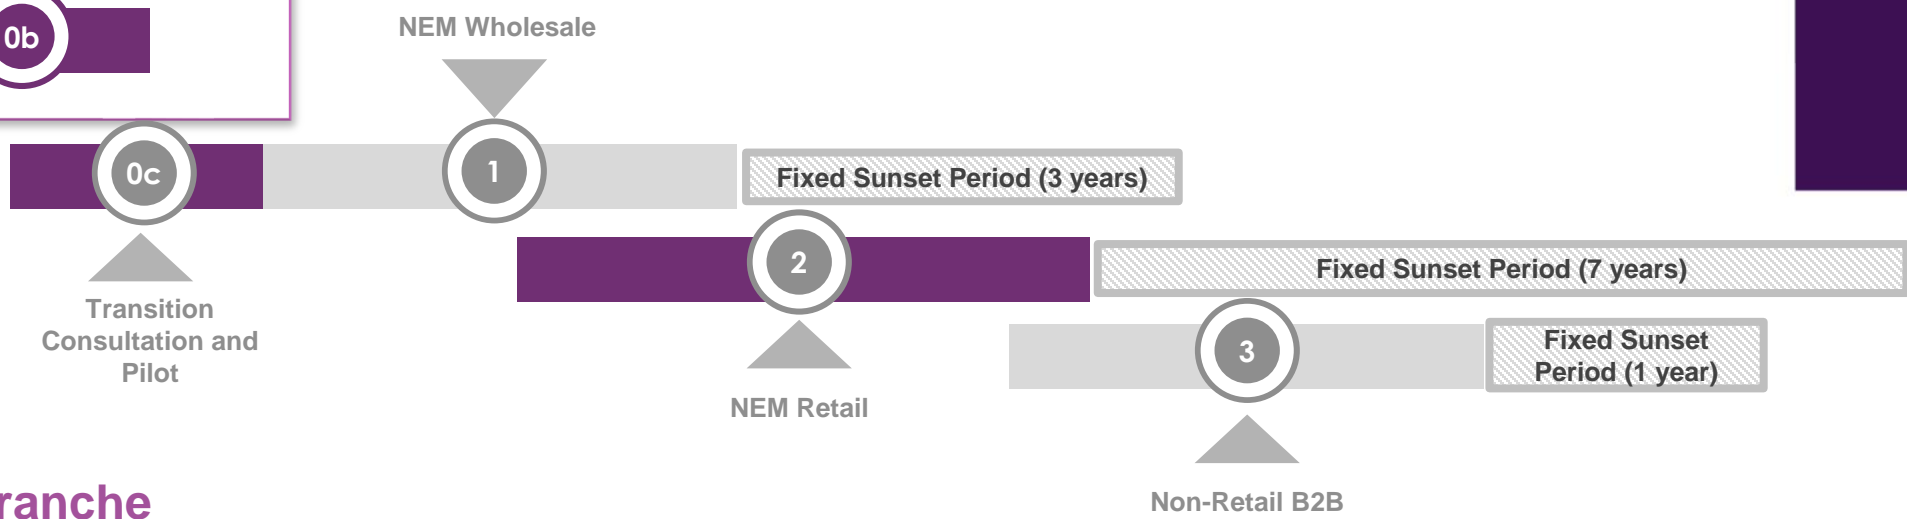 0b
NEM Wholesale
0c
1
Fixed Sunset Period (3 years)
2
Fixed Sunset Period (7 years)
Transition
Consultation and
Pilot
3
Fixed Sunset
Period (1 year)
NEM Retail
Non-Retail B2B
ranche